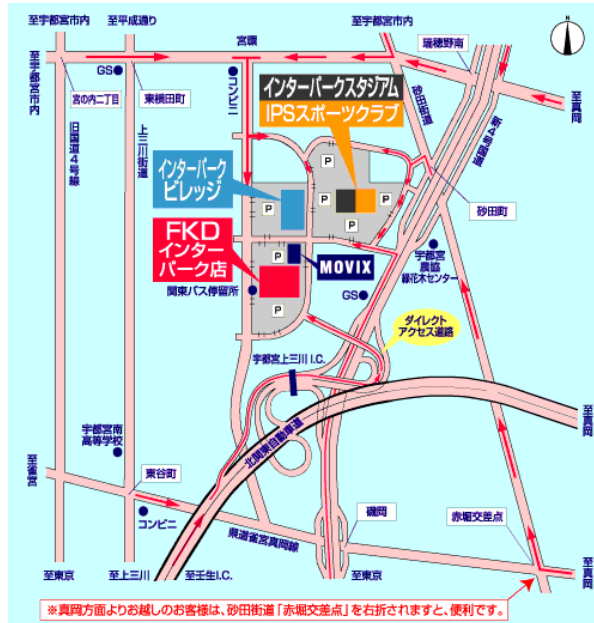 至宇都宮市内
至平成通り
至宇都宮市内
N
宮環
瑞穂野南
至宇都宮市内
GS
宮の内二丁目
東横田町
コンビニ
インターパークスタジアム
IPSスポーツクラブ
砂田街道
新4号国道
至真岡
旧国道4号線
上三川街道
インターパーク
ビレッジ
P
P
P
P
P
砂田町
FKD
インター
パーク店
MOVIX
P
P
宇都宮
農協
緑花木センター
関東バス停留所
GS
ダイレクト
アクセス道路
宇都宮上三川 I.C.
北関東自動車道
至真岡
宇都宮南
高等学校
至雀宮
東谷町
コンビニ
県道雀宮真岡線
磯岡
赤堀交差点
至真岡
至東京
至上三川
至壬生I.C.
至東京
※真岡方面よりお越しのお客様は、砂田街道「赤堀交差点」を右折されますと、便利です。